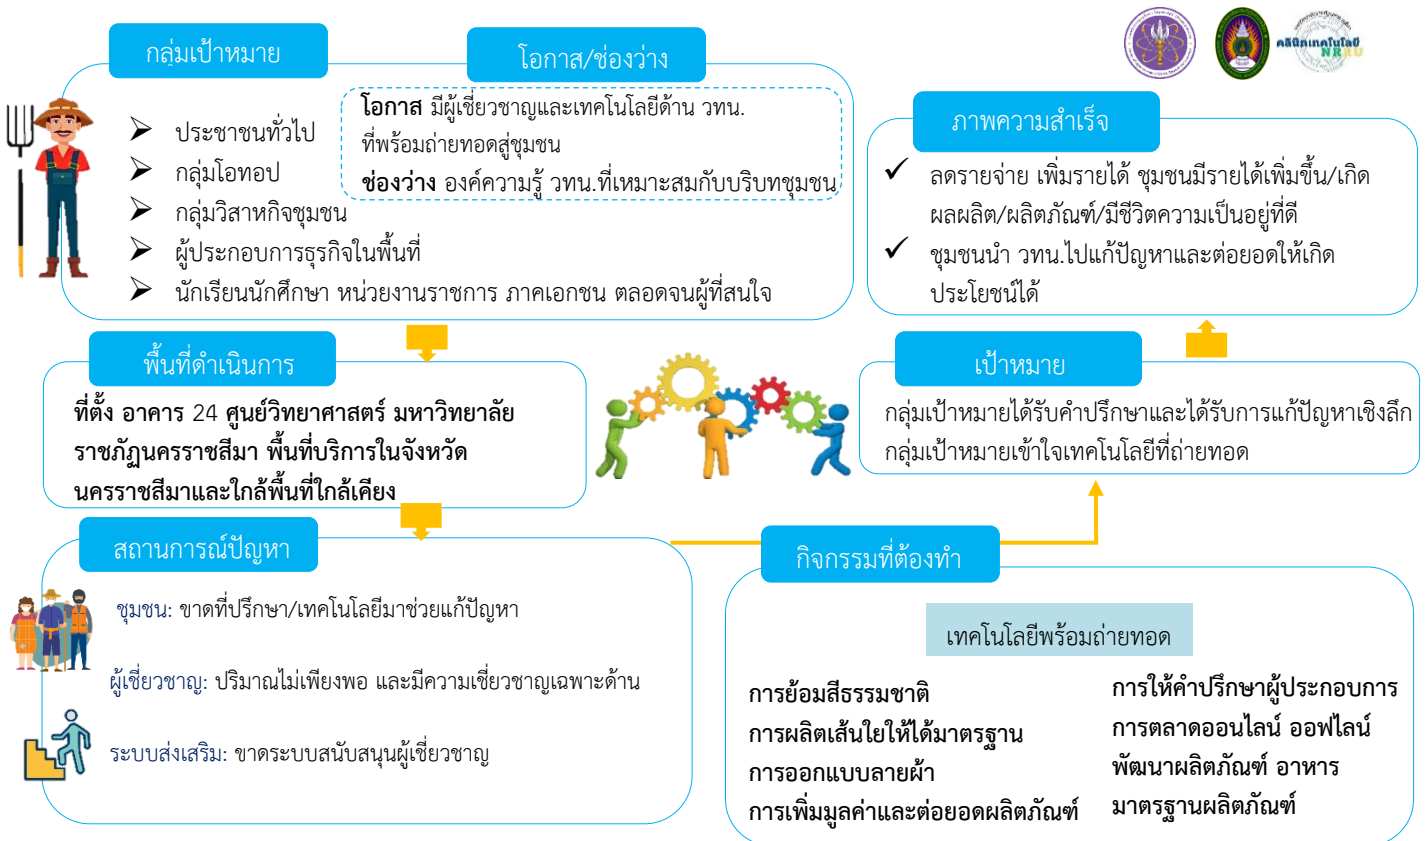 กลุ่มเป้าหมาย
โอกาส/ช่องว่าง
โอกาส มีผู้เชี่ยวชาญและเทคโนโลยีด้าน วทน.
ที่พร้อมถ่ายทอดสู่ชุมชน
ช่องว่าง องค์ความรู้ วทน.ที่เหมาะสมกับบริบทชุมชน
ประชาชนทั่วไป
กลุ่มโอทอป
กลุ่มวิสาหกิจชุมชน
ผู้ประกอบการธุรกิจในพื้นที่
นักเรียนนักศึกษา หน่วยงานราชการ ภาคเอกชน ตลอดจนผู้ที่สนใจ
คลินิกเทคโนโลยี
NRRU
ภาพความสำเร็จ
ลดรายจ่าย เพิ่มรายได้ ชุมชนมีรายได้เพิ่มขึ้น/เกิด
ผลผลิต/ผลิตภัณฑ์/มีชีวิตความเป็นอยู่ที่ดี
ชุมชนนำ วทน.ไปแก้ปัญหาและต่อยอดให้เกิด
ประโยชน์ได้
พื้นที่ดำเนินการ
ที่ตั้ง อาคาร 24 ศูนย์วิทยาศาสตร์ มหาวิทยาลัย
ราชภัฏนครราชสีมา พื้นที่บริการในจังหวัด
นครราชสีมาและใกล้พื้นที่ใกล้เคียง
เป้าหมาย
กลุ่มเป้าหมายได้รับคำปรึกษาและได้รับการแก้ปัญหาเชิงลึก
กลุ่มเป้าหมายเข้าใจเทคโนโลยีที่ถ่ายทอด
สถานการณ์ปัญหา
ชุมชน: ขาดที่ปรึกษา/เทคโนโลยีมาช่วยแก้ปัญหา
ผู้เชี่ยวชาญ: ปริมาณไม่เพียงพอ และมีความเชี่ยวชาญเฉพาะด้าน
ระบบส่งเสริม: ขาดระบบสนับสนุนผู้เชี่ยวชาญ
กิจกรรมที่ต้องทำ
เทคโนโลยีพร้อมถ่ายทอด
การย้อมสีธรรมชาติ
การผลิตเส้นใยให้ได้มาตรฐาน
การออกแบบลายผ้า
การเพิ่มมูลค่าและต่อยอดผลิตภัณฑ์
การให้คำปรึกษาผู้ประกอบการ
การตลาดออนไลน์ ออฟไลน์
พัฒนาผลิตภัณฑ์ อาหาร
มาตรฐานผลิตภัณฑ์